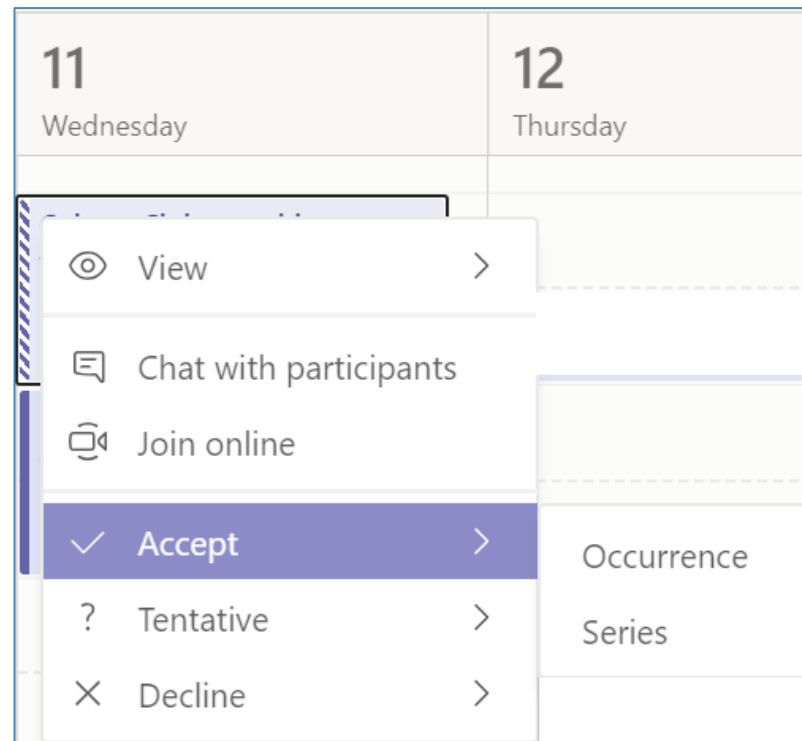 11
12
Wednesday
Thursday
View
Chat with participants
Join online
Accept
Occurrence
? Tentative
Series
Decline